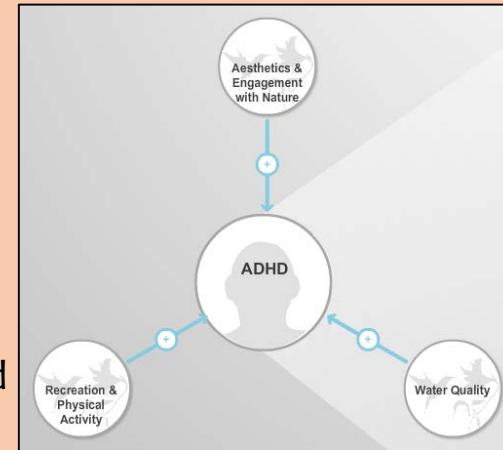 Aesthetics &
Engagement
with Nature
+
ADHD
+
+
Recreation &
Physical
Activity
Water Quality